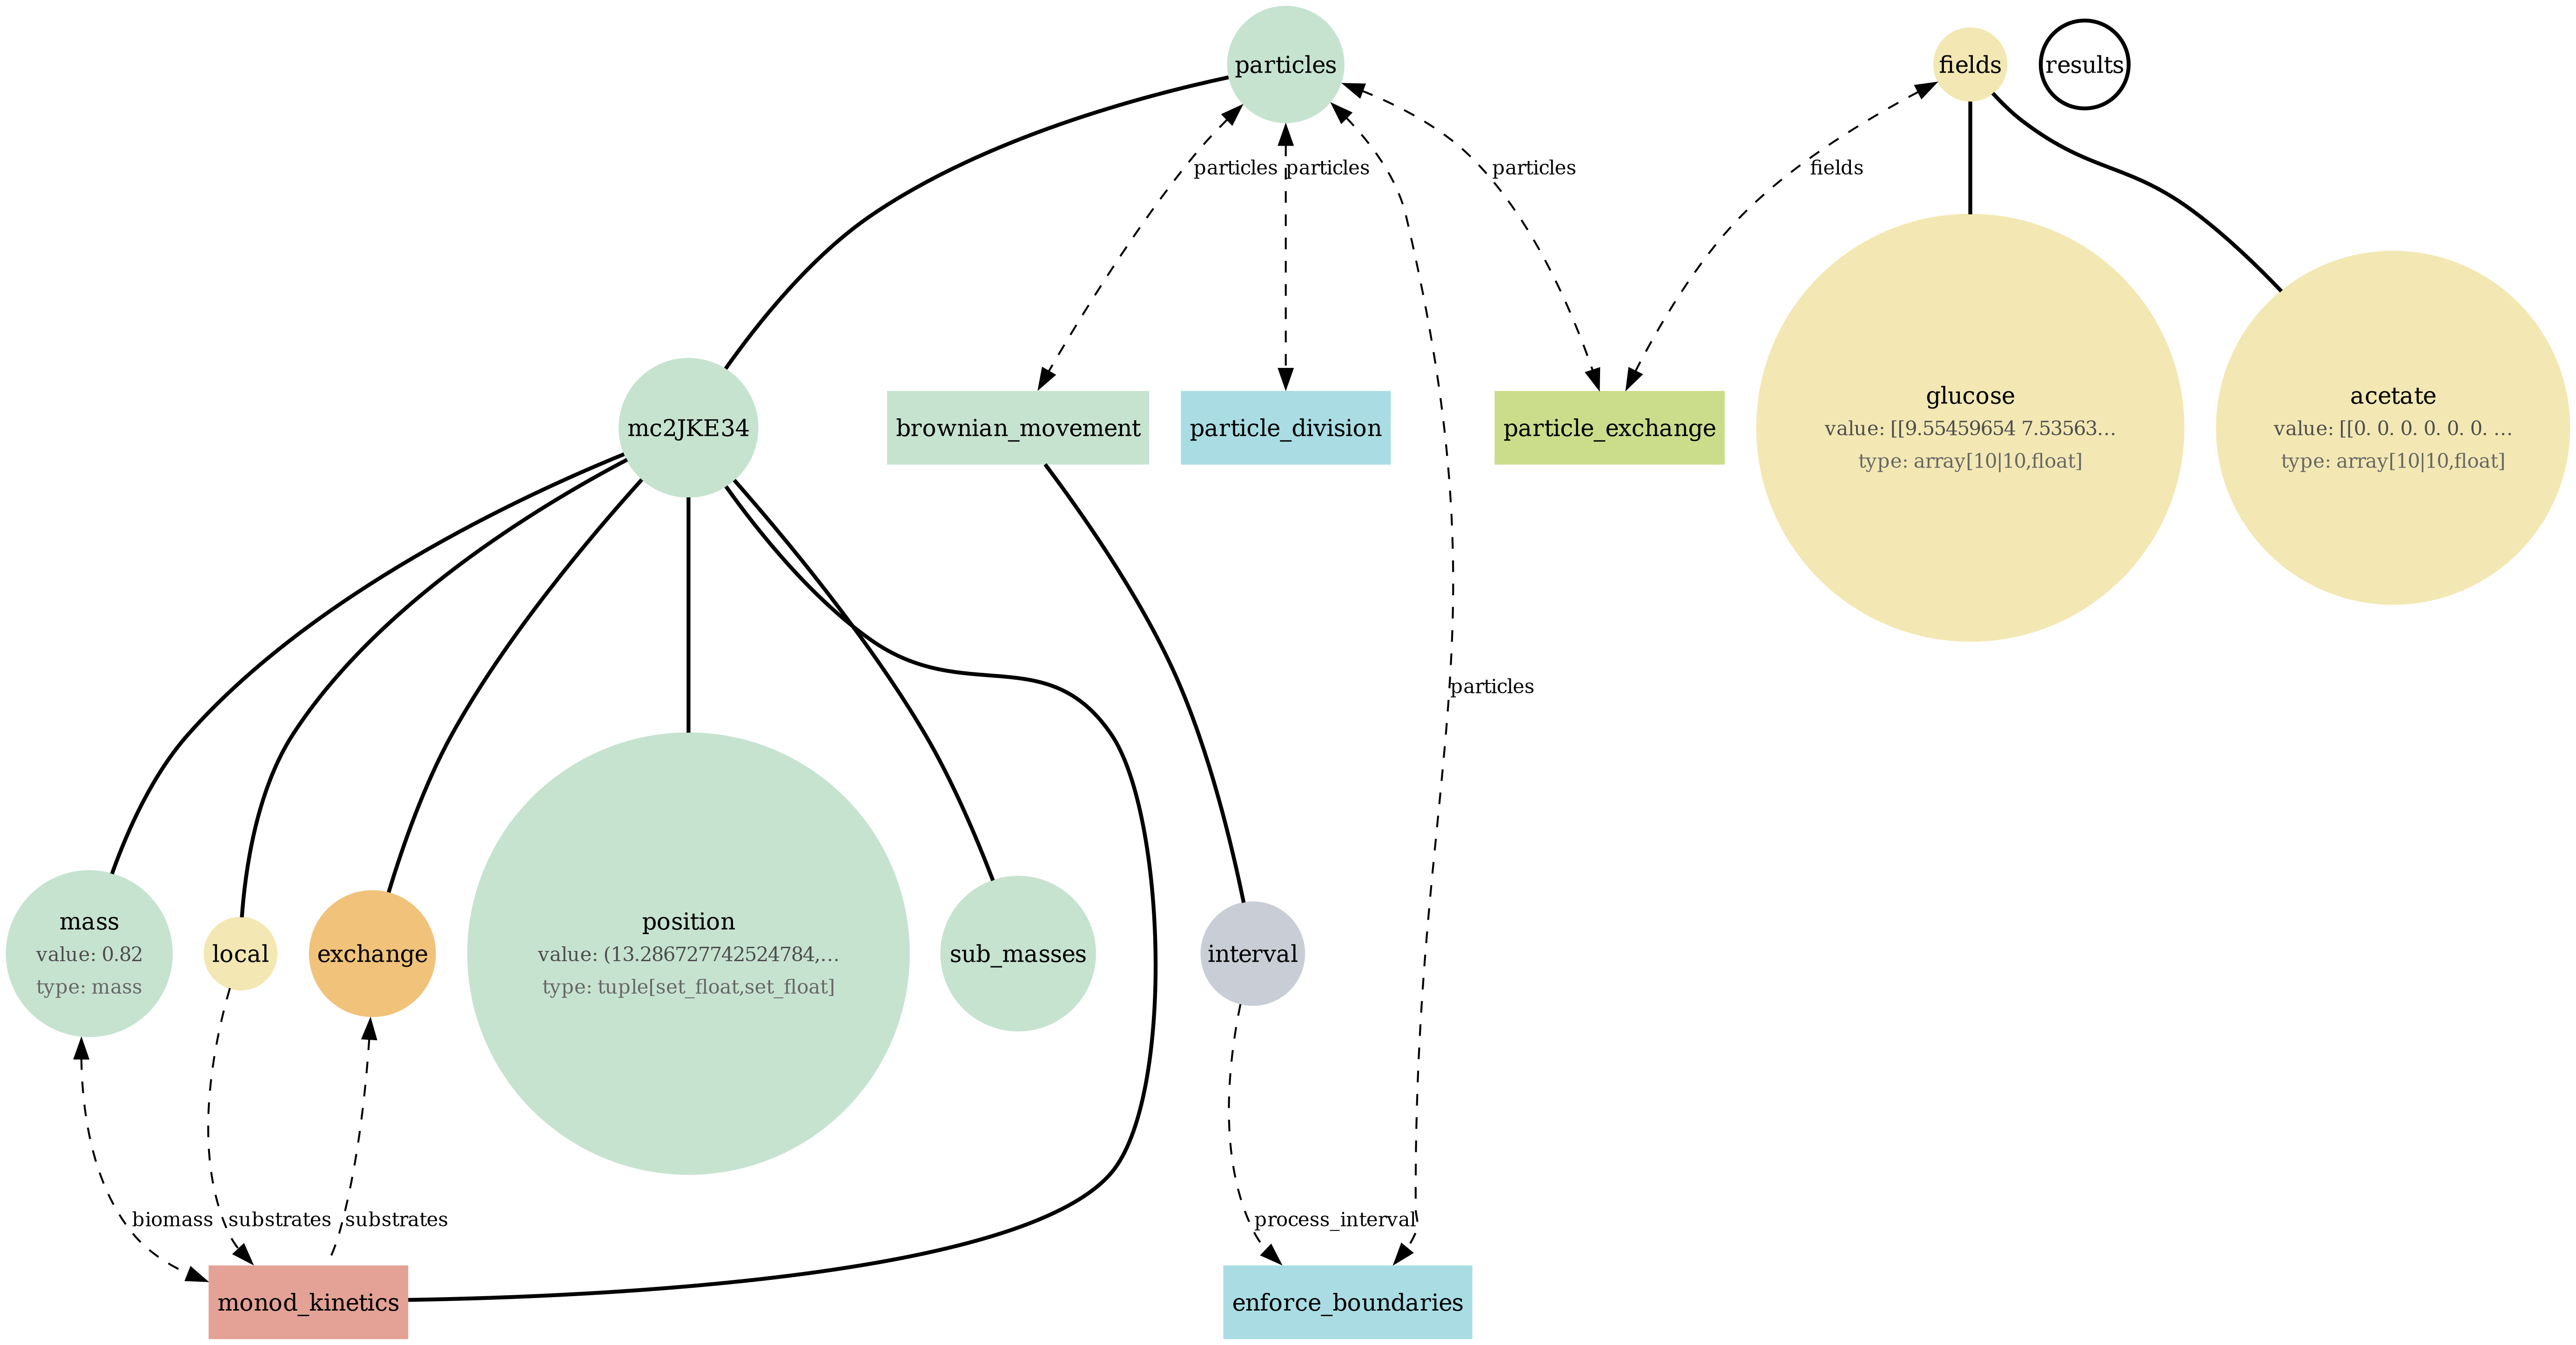 particles
fields
results
particles
particles
particles
fields
mc2JKE34
brownian_movement
particle_division
particle_exchange
glucose
value: [[9.55459654 7.53563...
type: array[10|10,float]
acetate
value: [[0. 0. 0. 0. 0. 0. ...
type: array[10|10,float]
particles
mass
value: 0.82
type: mass
local
exchange
position
value: (13.286727742524784,...
type: tuple[set_float,set_float]
sub_masses
interval
biomass
substrates
substrates
process_interval
monod_kinetics
enforce_boundaries